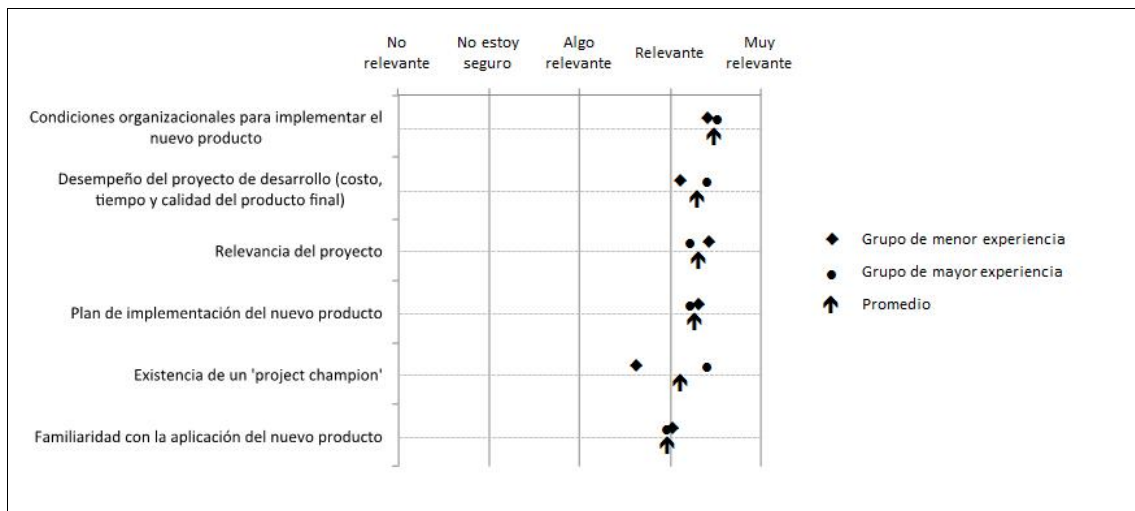 No relevante
No estoy seguro
Algo relevante
Relevante
Muy relevante
Condiciones organizacionales para implementar el
nuevo producto
Desempeño del proyecto de desarrollo (costo,
tiempo y calidad del producto final)
Relevancia del proyecto
Plan de implementación del nuevo producto
Existencia de un 'project champion'
Familiaridad con la aplicación del nuevo producto
Grupo de menor experiencia
Grupo de mayor experiencia
Promedio